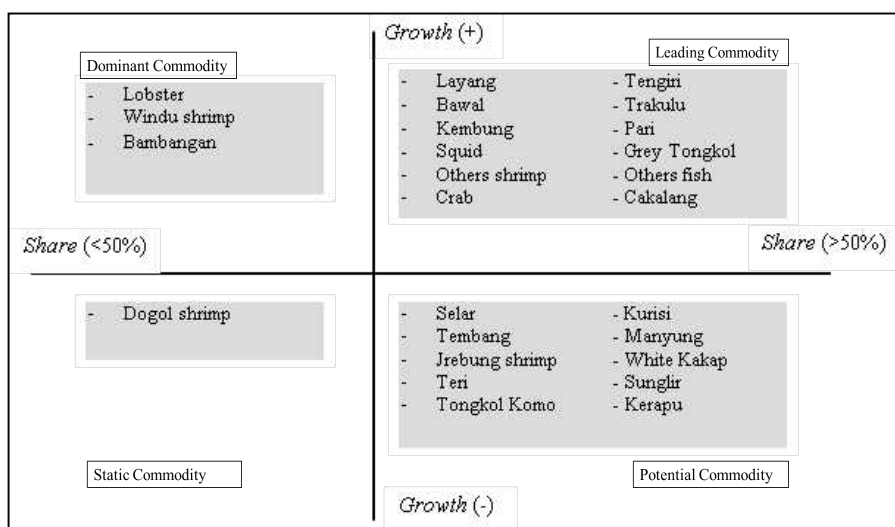 Growth (+)
Dominant Commodity
Leading Commodity
- Lobster
- Windu shrimp
- Bambangan
- Layang
- Bawal
- Kembung
- Squid
- Others shrimp
- Crab
- Tengiri
- Trakulu
- Pari
- Grey Tongkol
- Others fish
- Cakalang
Share (<50%)
Share (>50%)
- Dogol shrimp
- Selar
- Tembang
- Jrebung shrimp
- Teri
- Tongkol Komo
- Kurisi
- Manyung
- White Kakap
- Sunglir
- Kerapu
Static Commodity
Potential Commodity
Growth (-)